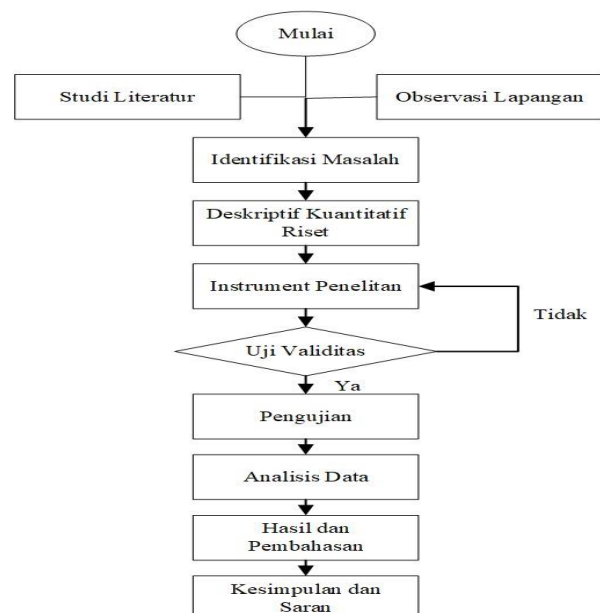 Mulai
Studi Literatur
Observasi Lapangan
Identifikasi Masalah
Deskriptif Kuantitatif
Riset
Instrument Penelitan
Tidak
Uji Validitas
Ya
Pengujian
Analisis Data
Hasil dan
Pembahasan
Kesimpulan dan
Saran